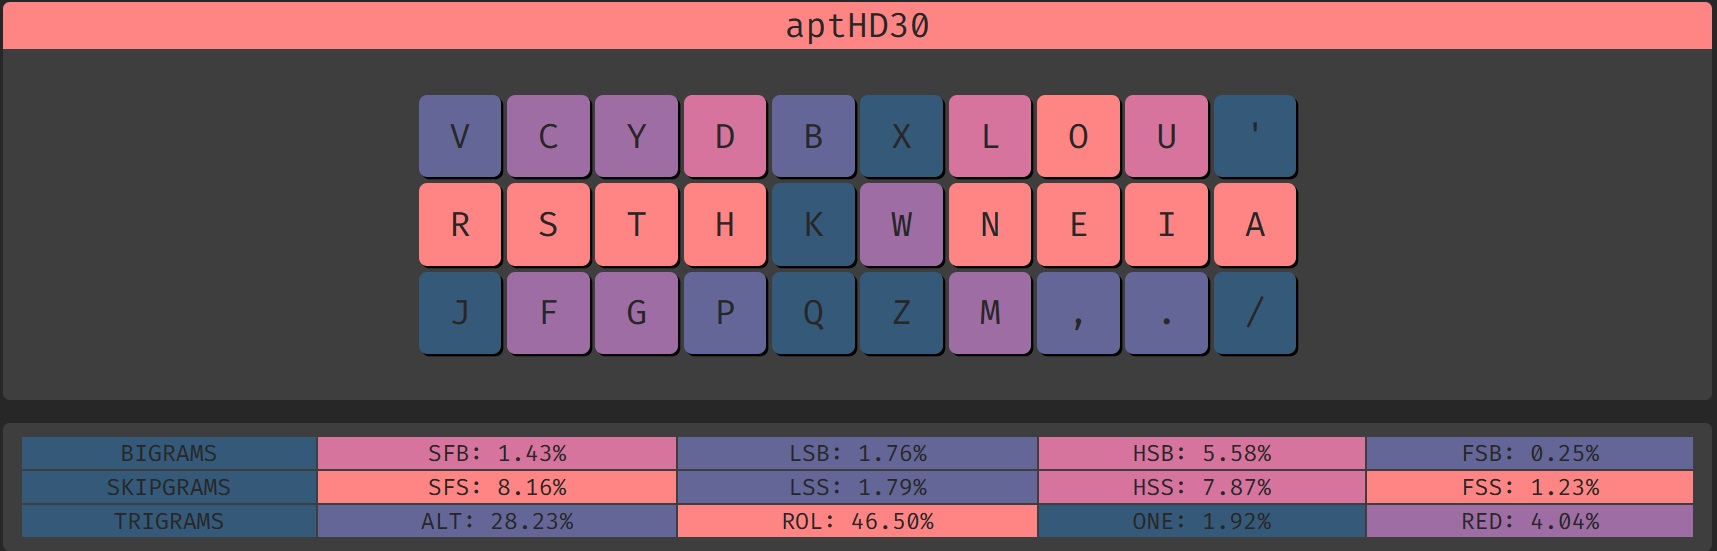 aptHD30
V C Y D B X L O U '
R S T H K W N E I A
J F G P Q Z M , . /
BIGRAMS SFB: 1.43% LSB: 1.76% HSB: 5.58% FSB: 0.25%
SKIPGRAMS SFS: 8.16% LSS: 1.79% HSS: 7.87% FSS: 1.23%
TRIGRAMS ALT: 28.23% ROL: 46.50% ONE: 1.92% RED: 4.04%